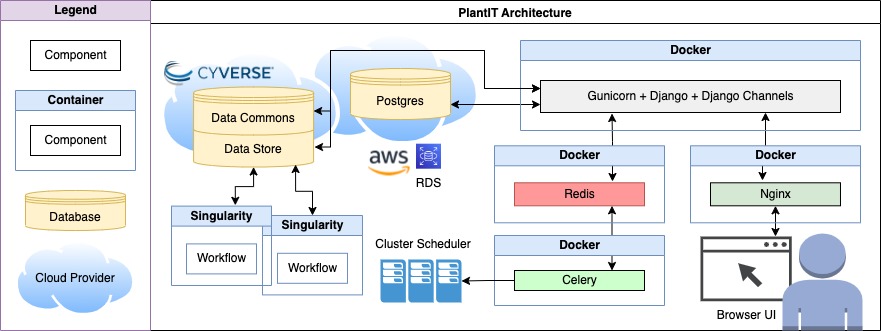 Legend
Component
Container
Component
Database
Cloud Provider
PlantIT Architecture
CYVERSE®
Data Commons
Data Store
Postgres
aws
RDS
Docker
Gunicorn + Django + Django Channels
Docker
Redis
Docker
Nginx
Singularity
Workflow
Singularity
Workflow
Cluster Scheduler
Docker
Celery
Browser UI